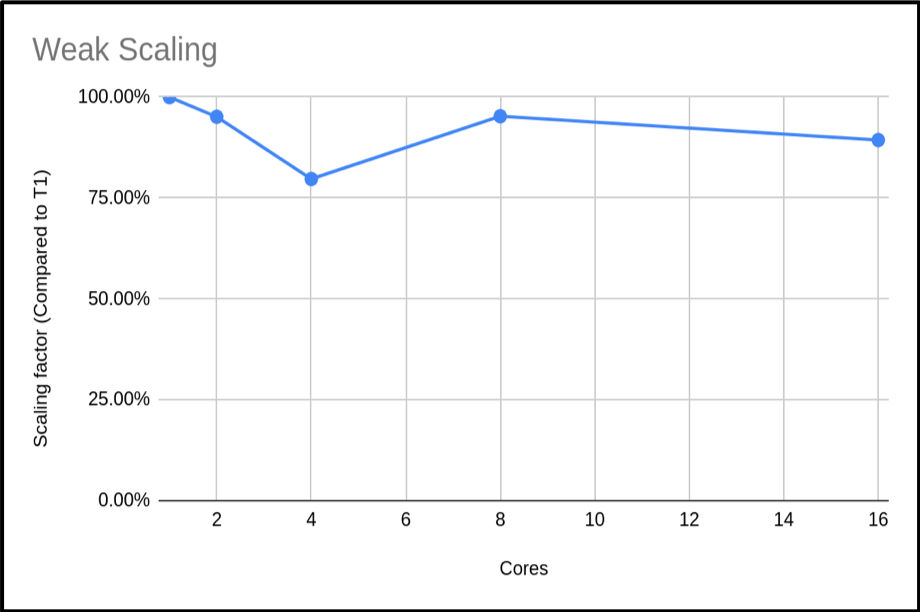 Weak Scaling
100.00%
75.00%
50.00%
25.00%
0.00%
Scaling factor (Compared to T1)
2 4 6 8 10 12 14 16
Cores